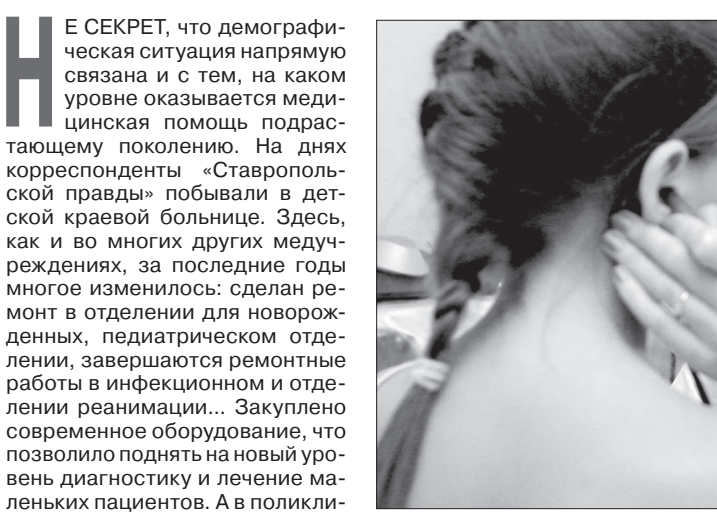 НЕ СЕКРЕТ, что демографи-
ческая ситуация напрямую
связана и с тем, на каком
уровне оказывается меди-
цинская помощь подрас-
тающему поколению. На днях
корреспонденты «Ставрополь-
ской правды» побывали в дет-
ской краевой больнице. Здесь,
как и во многих других медуч-
реждениях, за последние годы
многое изменилось: сделан ре-
монт в отделении для новорож-
денных, педиатрическом отде-
лении, завершаются ремонтные
работы в инфекционном и отде-
лении реанимации... Закуплено
современное оборудование, что
позволило поднять на новый уро-
вень диагностику и лечение ма-
леньких пациентов. А в поликли-